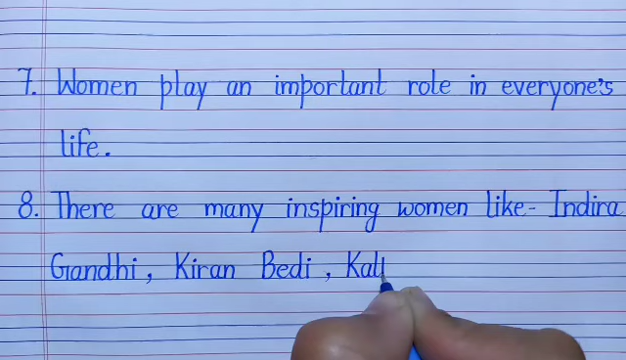 7. Women play an important role in everyone's
life.
8. There are many inspiring women like- Indira
Gandhi, Kiran Bedi, Kal